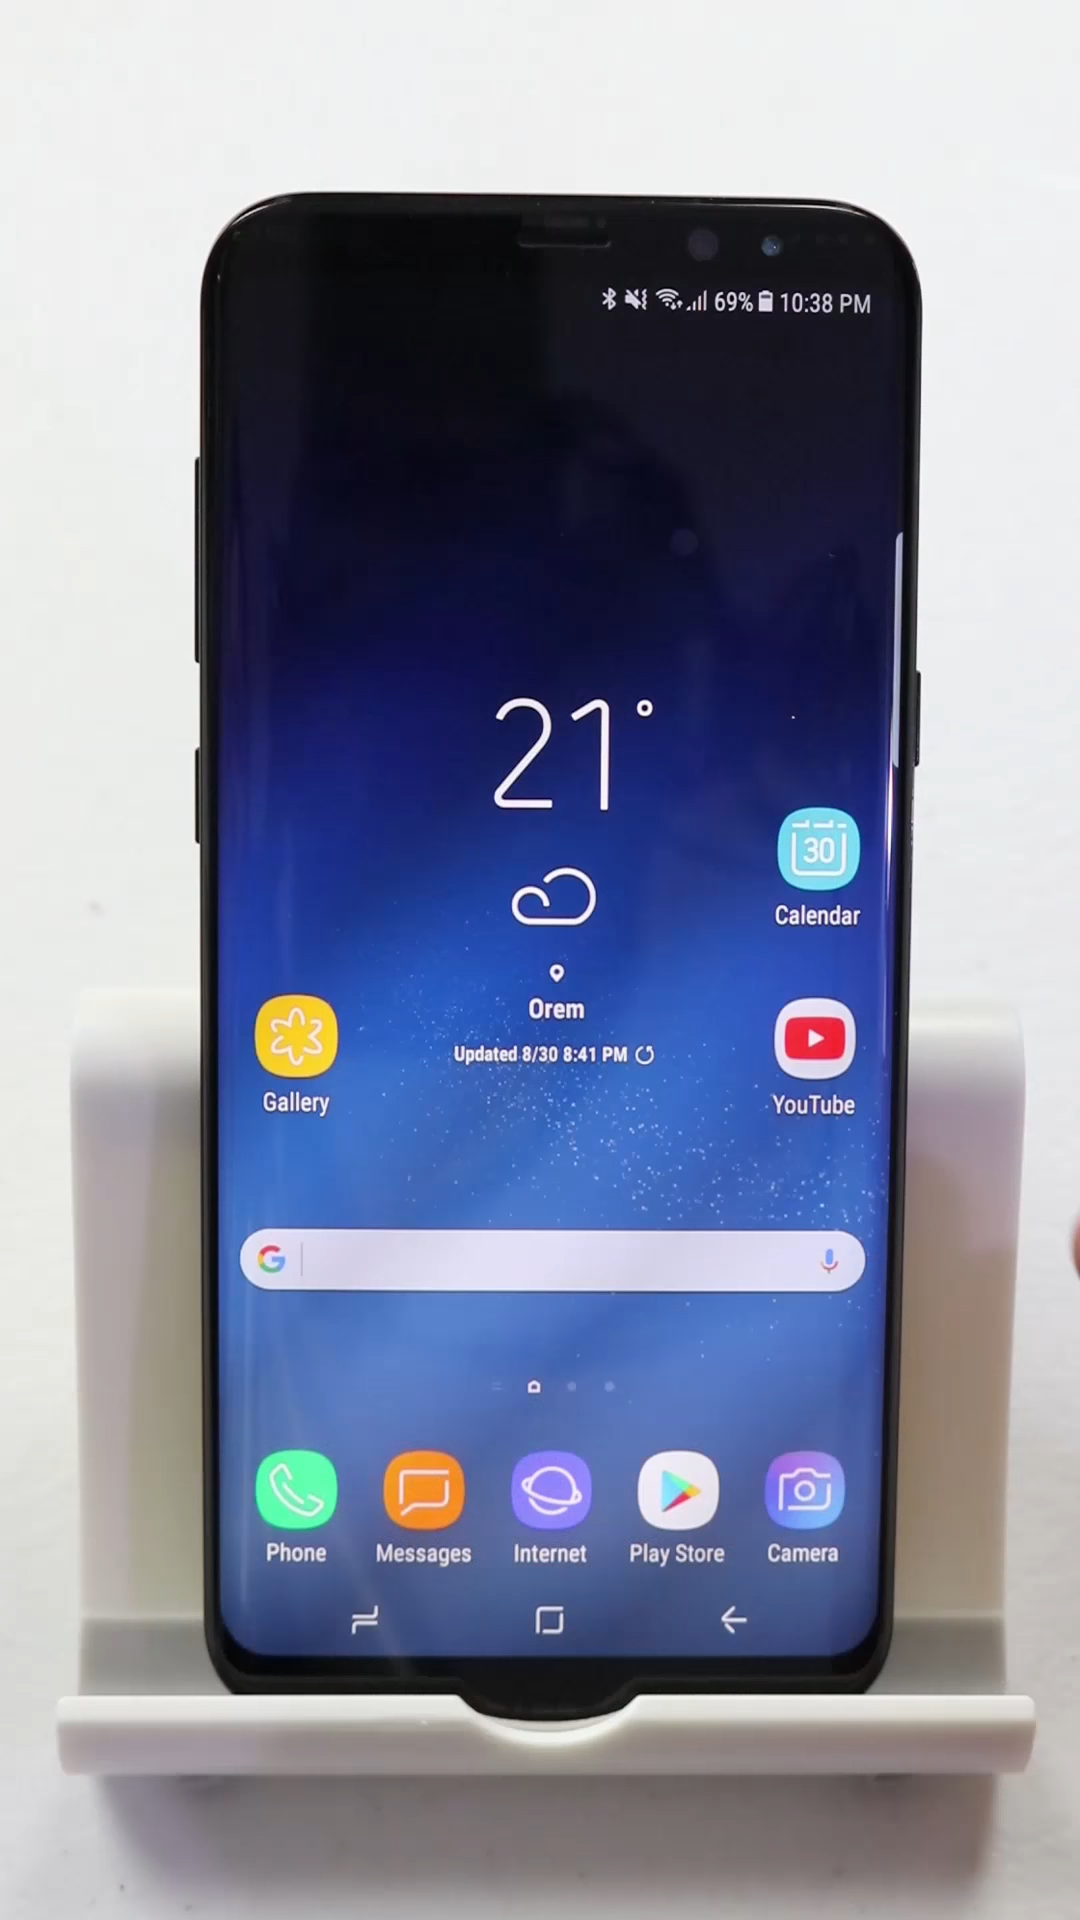 69% 10:38 PM
21°
30
Calendar
Orem
Updated 8/30 8:41 PM
Gallery
YouTube
G
Phone
Messages
Internet
Play Store
Camera